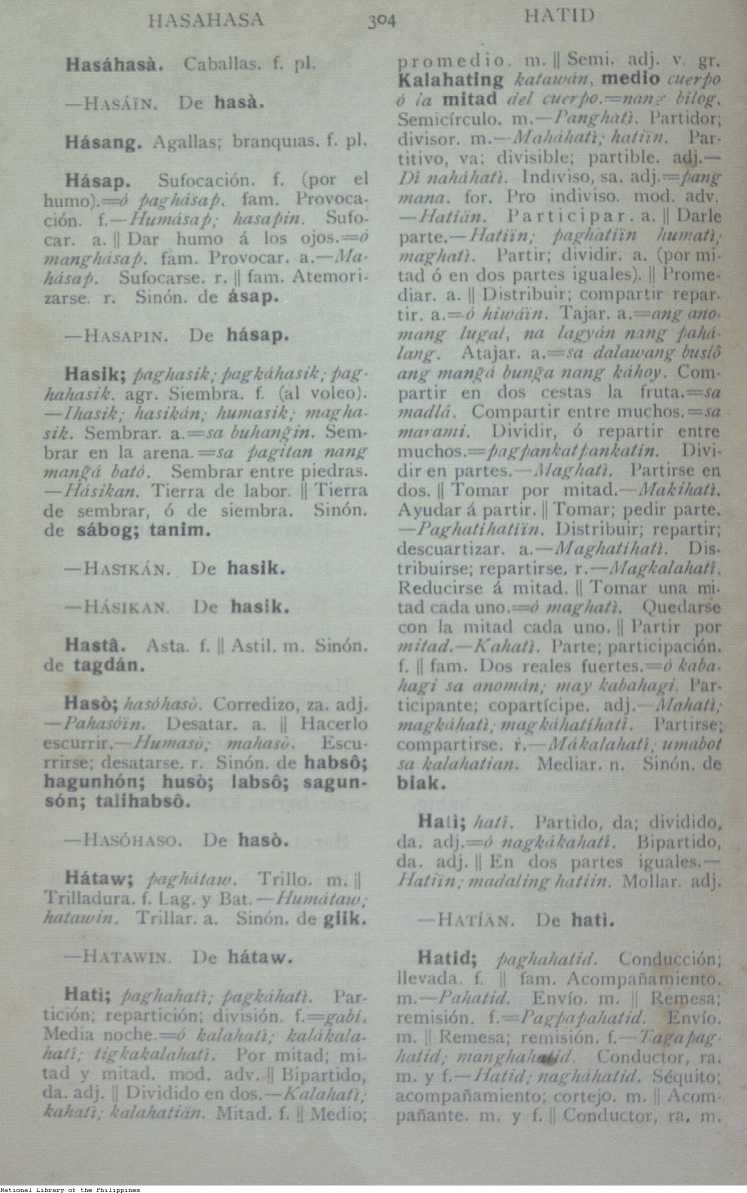 HASAHASA 304 HATID
Hasáhasà. Caballas. f. pl.
—HASÁIN. De hasà.
Hásang. Agallas; branquias. f. pl.
Hásap. Sufocación. f. (por el
humo).=ó paghásap. fam. Provoca-
ción. f.—Humásap; hasapin. Sufo-
car. a. || Dar humo á los ojos.=ó
manghásap. fam. Provocar. a.—Ma-
hásap. Sufocarse. r. || fam. Atemori-
zarse. r. Sinón. de ásap.
—HASAPIN. De hásap.
Hasik; paghasik; pagkáhasik; pag-
hahasik. agr. Siembra. f. (al voleo).
—Ihasik; hasikán; humasik; magha-
sik. Sembrar. a.=sa buhangin. Sem-
brar en la arena.=sa pagitan nang
mangá bató. Sembrar entre piedras.
—Hásikan. Tierra de labor. || Tierra
de sembrar, ó de siembra. Sinón.
de sábog; tanim.
—HASIKÁN. De hasik.
—HÁSIKAN. De hasik.
Hastâ. Asta. f. || Astil. m. Sinón.
de tagdán.
Hasò; hasóhasò. Corredizo, za. adj.
—Pahasóin. Desatar. a. || Hacerlo
escurrir.—Humasò; mahasò. Escu-
rrirse; desatarse. r. Sinón. de habsô;
hagunhón; husò; labsô; sagun-
són; talihabsô.
—HASÓHASO. De hasò.
Hátaw; paghátaw. Trillo. m. ||
Trilladura. f. Lag. y Bat.—Humátaw;
hatawin. Trillar. a. Sinón. de giik.
—HATAWIN. De hátaw.
Hati; paghahatì; pagkáhatì. Par-
tición; repartición; división. f.=gabí.
Media noche.=ó kalahatì; kalákala-
hatì; tigkakalahatì. Por mitad; mi-
tad y mitad. mod. adv. || Bipartido,
da. adj. || Dividido en dos.—Kalahatì;
kahatì; kalahatián. Mitad. f. || Medio;
promedio. m. || Semi. adj. v. gr.
Kalahating katawán, medio cuerpo
ó la mitad del cuerpo.=nang bilog.
Semicírculo. m.—Panghatì. Partidor;
divisor. m.—Maháhatì; hatiin. Par-
titivo, va; divisible; partible. adj.—
Dì naháhatì. Indiviso, sa. adj.=pang
mana. for. Pro indiviso. mod. adv.
—Hatián. Participar. a. || Darle
parte.—Hatiin; paghatiin humatì;
maghatì. Partir; dividir. a. (por mi-
tad ó en dos partes iguales). || Prome-
diar. a. || Distribuir; compartir repar-
tir. a.=ó hiwáin. Tajar. a.=ang ano-
mang lugal, na lagyán nang pahá-
lang. Atajar. a.=sa dalawang buslô
ang mangá bunga nang káhoy. Com-
partir en dos cestas la fruta.=sa
madlá. Compartir entre muchos.=sa
marami. Dividir, ó repartir entre
muchos.=pagpankatpankatin. Divi-
dir en partes.—Maghatì. Partirse en
dos. || Tomar por mitad.—Makihatì.
Ayudar á partir. || Tomar; pedir parte.
—Paghatihatiin. Distribuir; repartir;
descuartizar. a.—Maghatihatì. Dis-
tribuirse; repartirse. r.—Magkalahatì.
Reducirse á mitad. || Tomar una mi-
tad cada uno.=ó maghatì. Quedarse
con la mitad cada uno. || Partir por
mitad.—Kahatì. Parte; participación.
f. || fam. Dos reales fuertes.=ó kaba-
hagi sa anomán; may kabahagi. Par-
ticipante; copartícipe. adj.—Mahatì;
magkáhatì; magkáhatihatì. Partirse;
compartirse. r.—Mákalahatì; umabot
sa kalahatian. Mediar. n. Sinón. de
biak.
Hati; hatî. Partido, da; dividido,
da. adj.=ó nagkákahatî. Bipartido,
da. adj. || En dos partes iguales.—
Hatiin; madaling hatiin. Mollar. adj.
—HATÍAN. De hati.
Hatid; paghahatid. Conducción;
llevada. f. || fam. Acompañamiento.
m.—Pahatid. Envío. m. || Remesa;
remisión. f.=Pagpapahatid. Envío.
m. || Remesa; remisión. f.—Tagapag-
hatid; manghahatid. Conductor, ra.
m. y f.—Hatid; nagháhatid. Séquito;
acompañamiento; cortejo. m. || Acom-
pañante. m. y f. || Conductor, ra. m.
National Library of the Philippines